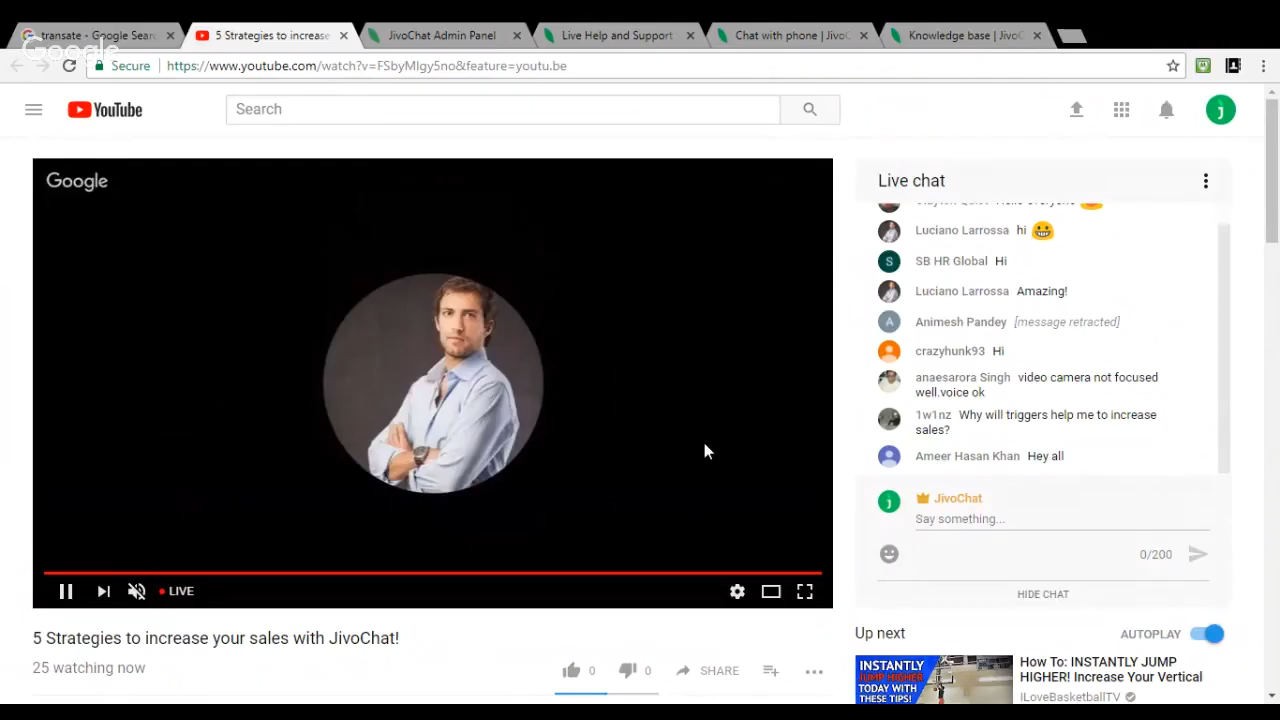 transate - Google Searc
5 Strategies to increase
JivoChat Admin Panel
Live Help and Support
Chat with phone | JivoC
Knowledge base | JivoC
Google
Secure
https://www.youtube.com/watch?v=FSbyMIgy5no&feature=youtu.be
YouTube
Search
Google
Live chat
Luciano Larrossa hi
SB HR Global Hi
Luciano Larrossa Amazing!
Animesh Pandey [message retracted]
crazyhunk93 Hi
anaesarora Singh video camera not focused
well.voice ok
1w1nz Why will triggers help me to increase
sales?
Ameer Hasan Khan Hey all
JivoChat
Say something...
0/200
HIDE CHAT
LIVE
5 Strategies to increase your sales with JivoChat!
25 watching now
0
0
SHARE
Up next
AUTOPLAY
INSTANTLY
JUMP HIGHER
TODAY WITH
THESE TIPS!
How To: INSTANTLY JUMP
HIGHER! Increase Your Vertical
ILoveBasketballTV